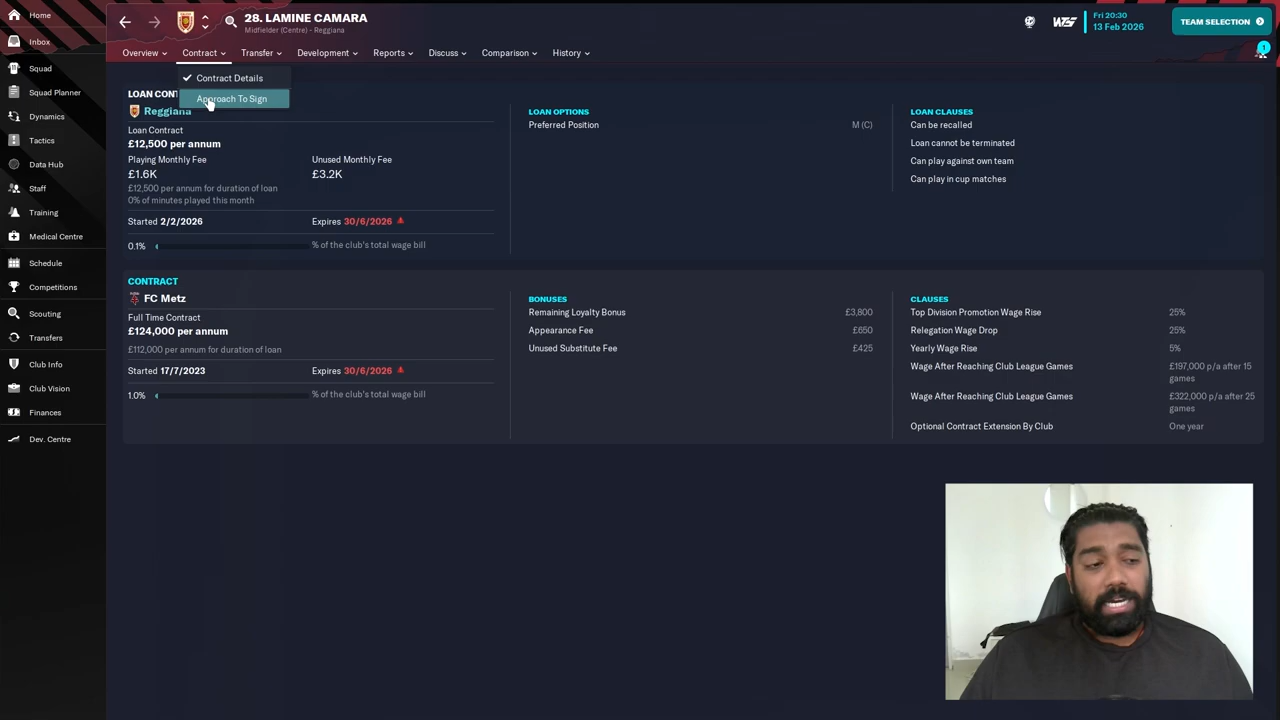 Home
Inbox
Squad
Squad Planner
Dynamics
Tactics
Data Hub
Staff
Training
Medical Centre
Schedule
Competitions
Scouting
Transfers
Club Info
Club Vision
Finances
Dev. Centre
28. LAMINE CAMARA
Midfielder (Centre) - Reggiana
Fri 20:30
13 Feb 2026
TEAM SELECTION
1
Overview
Contract
Transfer
Development
Reports
Discuss
Comparison
History
Contract Details
Approach To Sign
LOAN CONT
Reggiana
Loan Contract
£12,500 per annum
Playing Monthly Fee
Unused Monthly Fee
£1.6K
£3.2K
£12,500 per annum for duration of loan
0% of minutes played this month
Started 2/2/2026
Expires 30/6/2026
0.1%
% of the club's total wage bill
LOAN OPTIONS
Preferred Position
M (C)
LOAN CLAUSES
Can be recalled
Loan cannot be terminated
Can play against own team
Can play in cup matches
CONTRACT
FC Metz
Full Time Contract
£124,000 per annum
£112,000 per annum for duration of loan
Started 17/7/2023
Expires 30/6/2026
1.0%
% of the club's total wage bill
BONUSES
Remaining Loyalty Bonus
£3,800
Appearance Fee
£650
Unused Substitute Fee
£425
CLAUSES
Top Division Promotion Wage Rise
25%
Relegation Wage Drop
25%
Yearly Wage Rise
5%
Wage After Reaching Club League Games
£197,000 p/a after 15
games
Wage After Reaching Club League Games
£322,000 p/a after 25
games
Optional Contract Extension By Club
One year